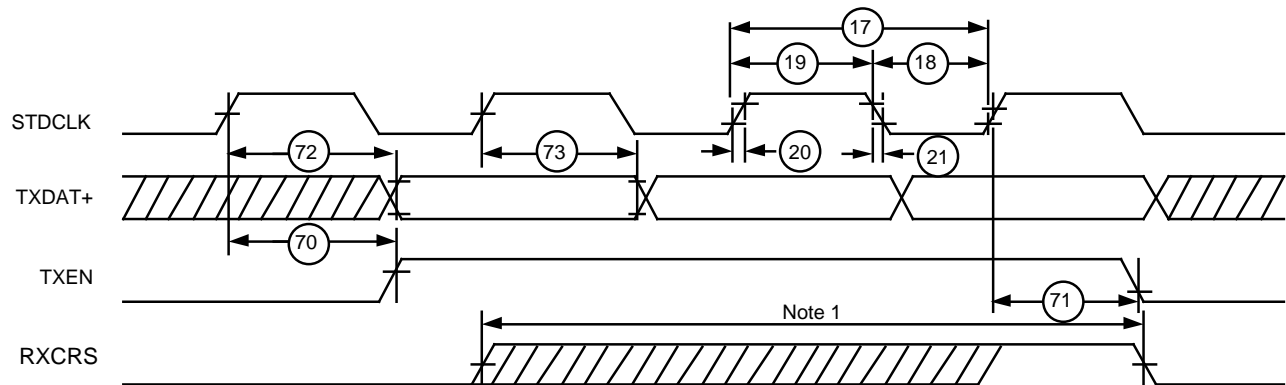 17
19
18
STDCLK
72
73
20
21
TXDAT+
70
TXEN
71
Note 1
RXCRS